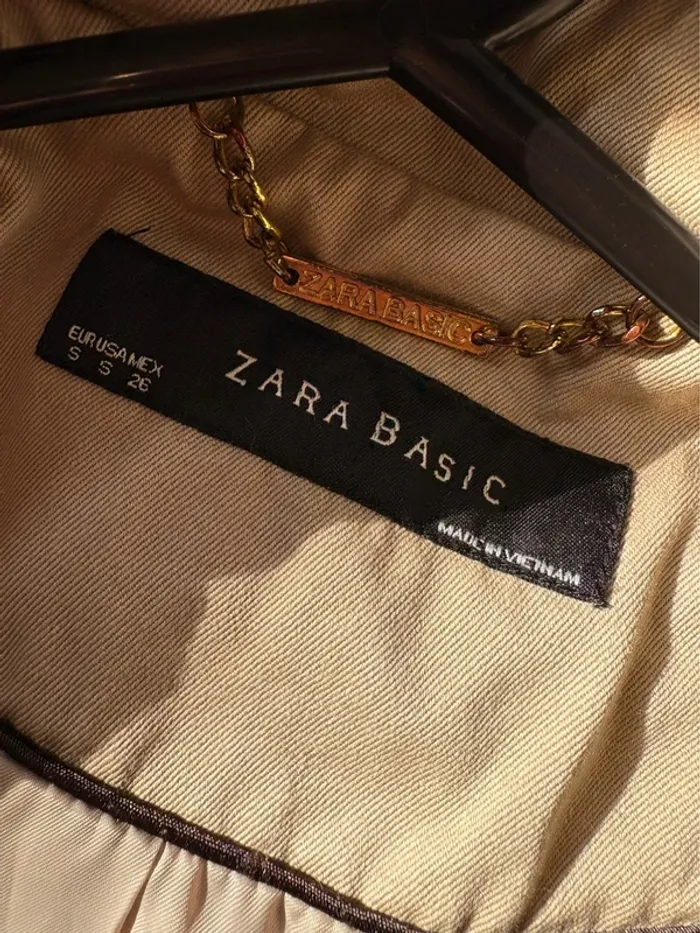 ZARA BASIC
EUR USA MEX
S S 26
ZARA BASIC
MADE IN VIETNAM